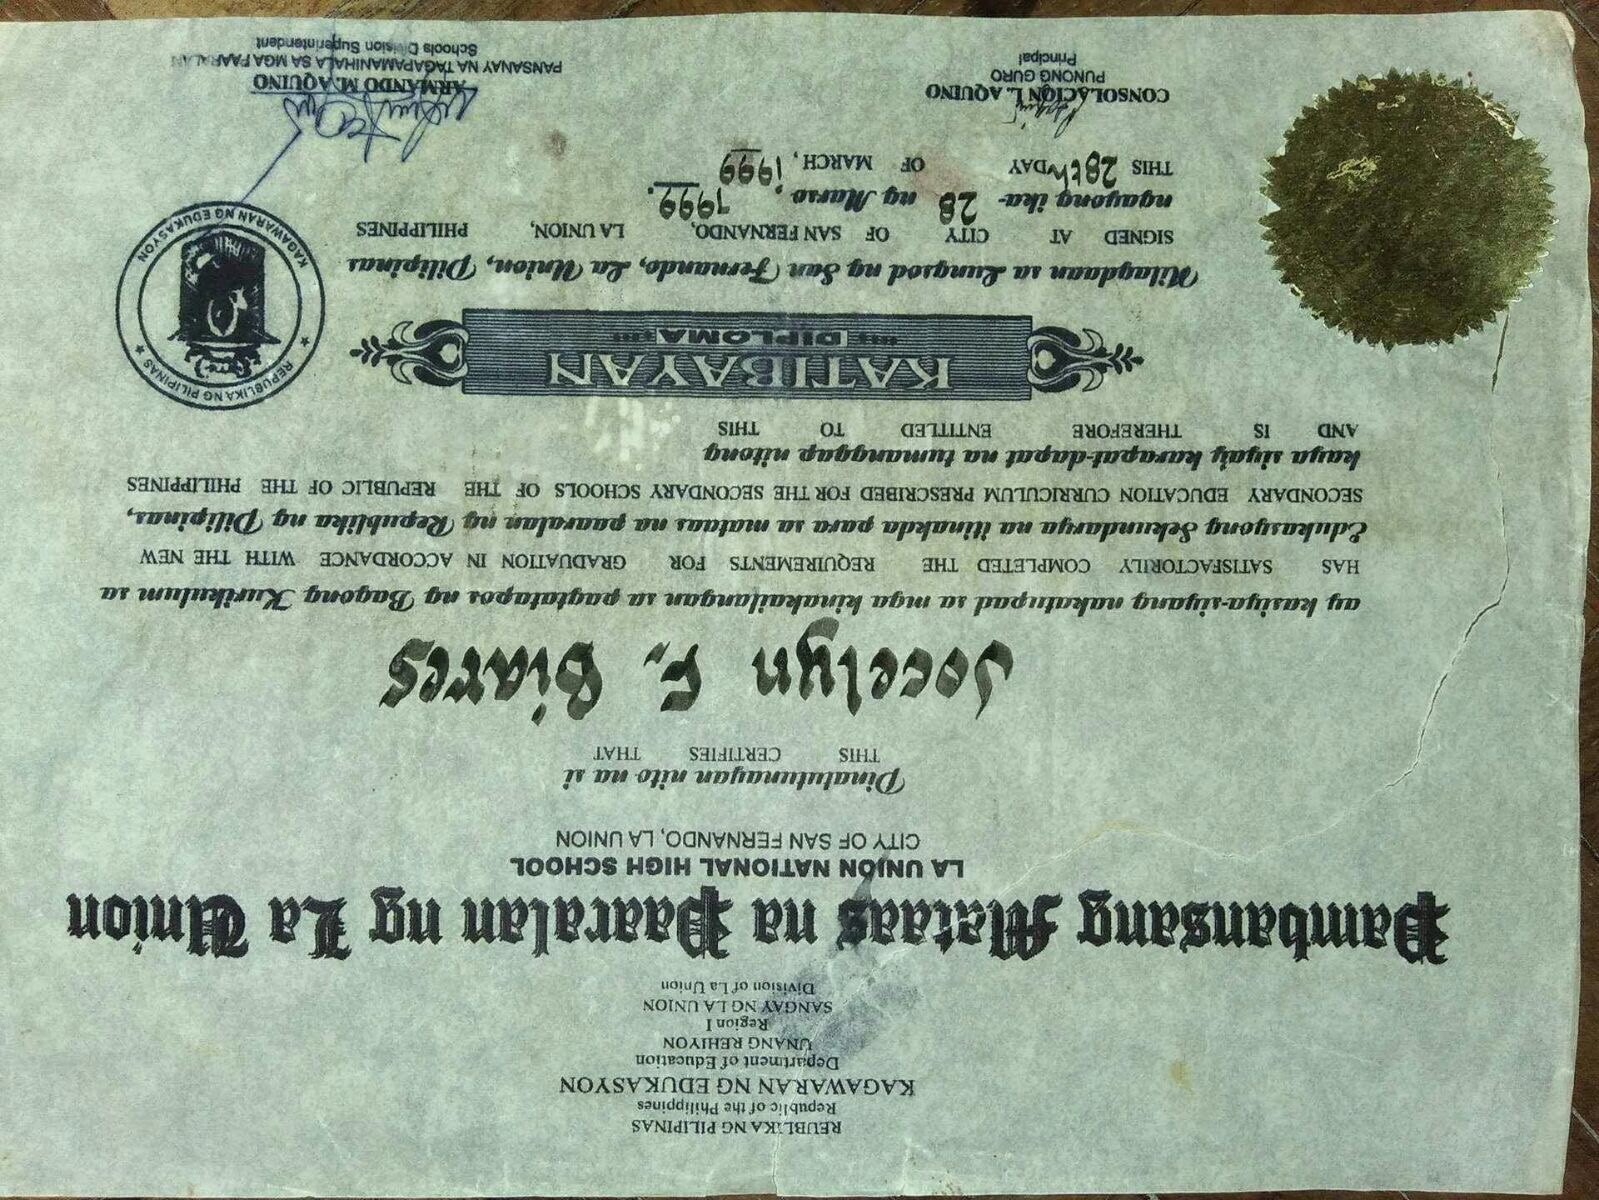 REUBLIKA NG PILIPINAS
Republic of the Philippines
KAGAWARAN NG EDUKASYON
Department of Education
UNANG REHIYON
Region I
SANGAY NG LA UNION
Division of La Union
Pambansang Mataas na Paaralan ng La Union
LA UNION NATIONAL HIGH SCHOOL
CITY OF SAN FERNANDO, LA UNION
Pinatutunayan nito na si
THIS CERTIFIES THAT
Jocelyn F. Biares
ay kasiya-siyang nakatupad sa mga kinakailangan sa pagtatapos ng Bagong Kurikulum sa
HAS SATISFACTORILY COMPLETED THE REQUIREMENTS FOR GRADUATION IN ACCORDANCE WITH THE NEW
Edukasyong Sekundarya na itinakda para sa mataas na paaralan ng Republika ng Pilipinas,
SECONDARY EDUCATION CURRICULUM PRESCRIBED FOR THE SECONDARY SCHOOLS OF THE REPUBLIC OF THE PHILIPPINES
kaya siya'y karapat-dapat na tumanggap nitong
AND IS THEREFORE ENTITLED TO THIS
KATIBAYAN
DIPLOMA
REPUBLIKA NG PILIPINAS ★ KAGAWARAN NG EDUKASYON ★
Nilagdaan sa Lungsod ng San Fernando, La Union, Pilipinas
SIGNED AT CITY OF SAN FERNANDO, LA UNION, PHILIPPINES
ngayong ika- 28 ng Marso, 1999.
THIS 28th DAY OF MARCH, 1999
CONSOLACION L. AQUINO
PUNONG GURO
Principal
ARMANDO M. AQUINO
PANSANAY NA TAGAPAMANIHALA SA MGA PAARALAN
Schools Division Superintendent